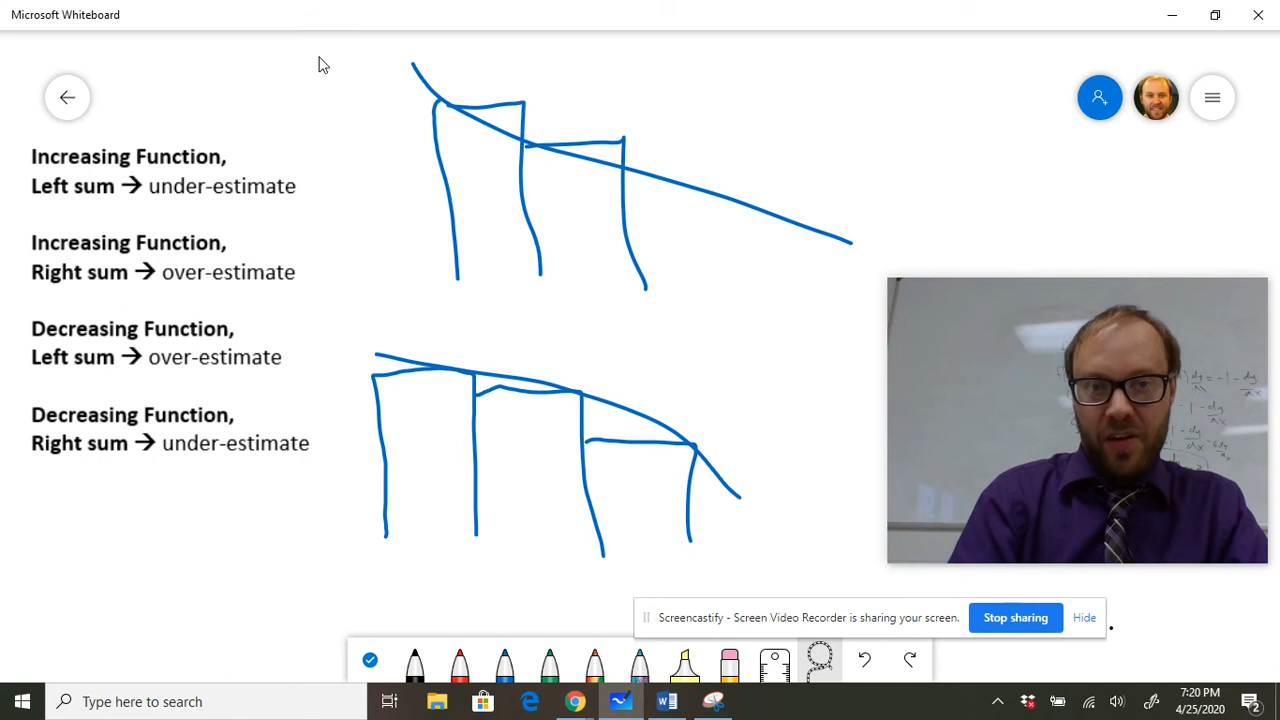 Microsoft Whiteboard
Increasing Function,
Left sum → under-estimate
Increasing Function,
Right sum → over-estimate
Decreasing Function,
Left sum → over-estimate
Decreasing Function,
Right sum → under-estimate
Screencastify - Screen Video Recorder is sharing your screen.
Stop sharing
Hide
Type here to search
7:20 PM
4/25/2020
2